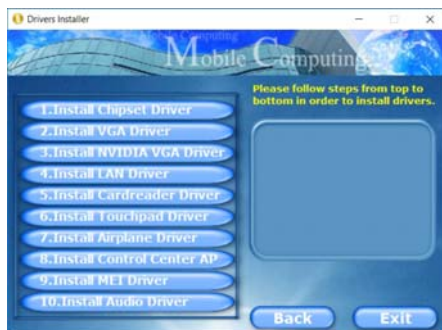 Drivers Installer
Mobile Computing
Mobile Computing
Please follow steps from top to
bottom in order to install drivers.
1.Install Chipset Driver
2.Install VGA Driver
3.Install NVIDIA VGA Driver
4.Install LAN Driver
5.Install Cardreader Driver
6.Install Touchpad Driver
7.Install Airplane Driver
8.Install Control Center AP
9.Install MEI Driver
10.Install Audio Driver
Back
Exit